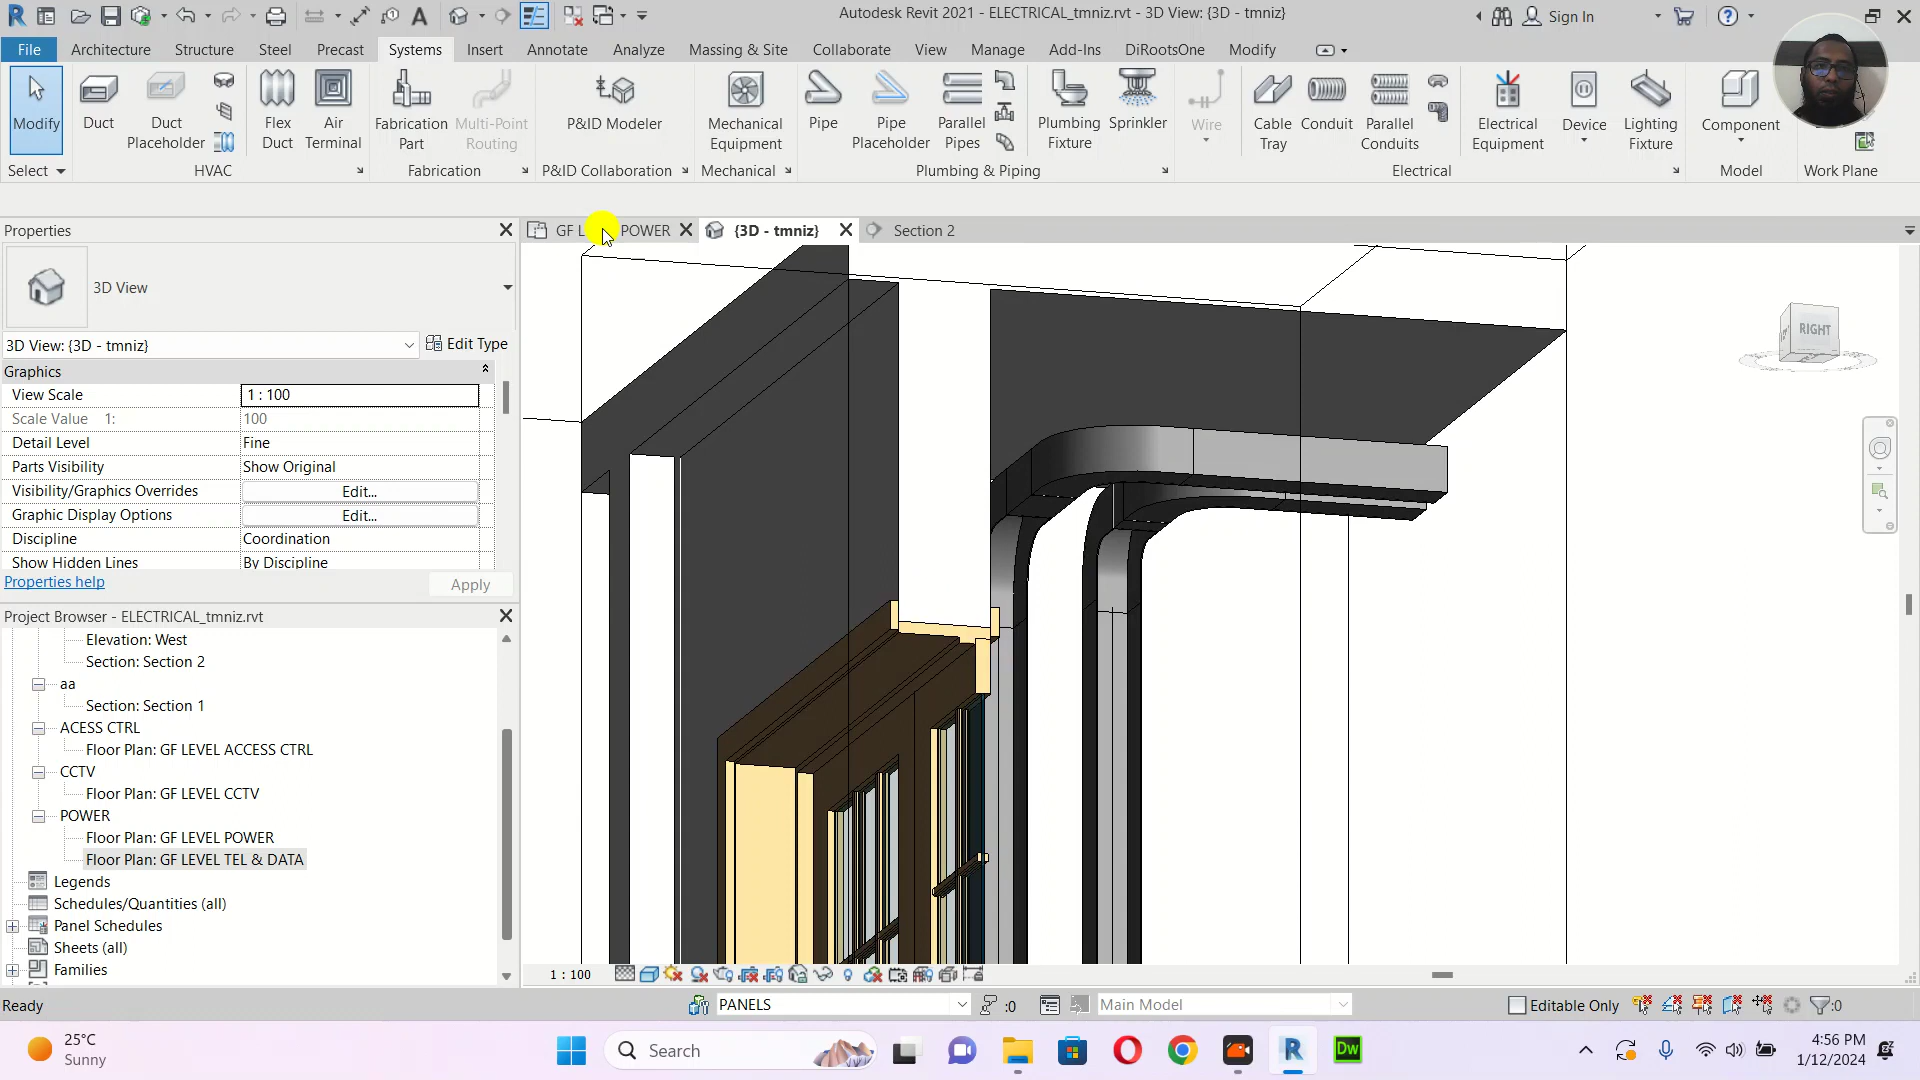 Autodesk Revit 2021 - ELECTRICAL_tmniz.rvt - 3D View: {3D - tmniz}
Sign In
File Architecture Structure Steel Precast Systems Insert Annotate Analyze Massing & Site Collaborate View Manage Add-Ins DiRootsOne Modify
Modify
Duct
Duct Placeholder
Flex Duct
Air Terminal
Fabrication Part
Multi-Point Routing
P&ID Modeler
Mechanical Equipment
Pipe
Pipe Placeholder
Parallel Pipes
Plumbing Fixture
Sprinkler
Wire
Cable Tray
Conduit
Parallel Conduits
Electrical Equipment
Device
Lighting Fixture
Component
Select
HVAC
Fabrication
P&ID Collaboration
Mechanical
Plumbing & Piping
Electrical
Model
Work Plane
Properties
GF L POWER
{3D - tmniz}
Section 2
3D View
3D View: {3D - tmniz}
Edit Type
Graphics
View Scale 1 : 100
Scale Value 1: 100
Detail Level Fine
Parts Visibility Show Original
Visibility/Graphics Overrides Edit...
Graphic Display Options Edit...
Discipline Coordination
Show Hidden Lines By Discipline
Properties help
Apply
RIGHT
Project Browser - ELECTRICAL_tmniz.rvt
Elevation: West
Section: Section 2
aa
Section: Section 1
ACESS CTRL
Floor Plan: GF LEVEL ACCESS CTRL
CCTV
Floor Plan: GF LEVEL CCTV
POWER
Floor Plan: GF LEVEL POWER
Floor Plan: GF LEVEL TEL & DATA
Legends
Schedules/Quantities (all)
Panel Schedules
Sheets (all)
Families
1 : 100
Ready
PANELS
:0
Main Model
Editable Only
:0
25°C
Sunny
Search
Dw
4:56 PM
1/12/2024